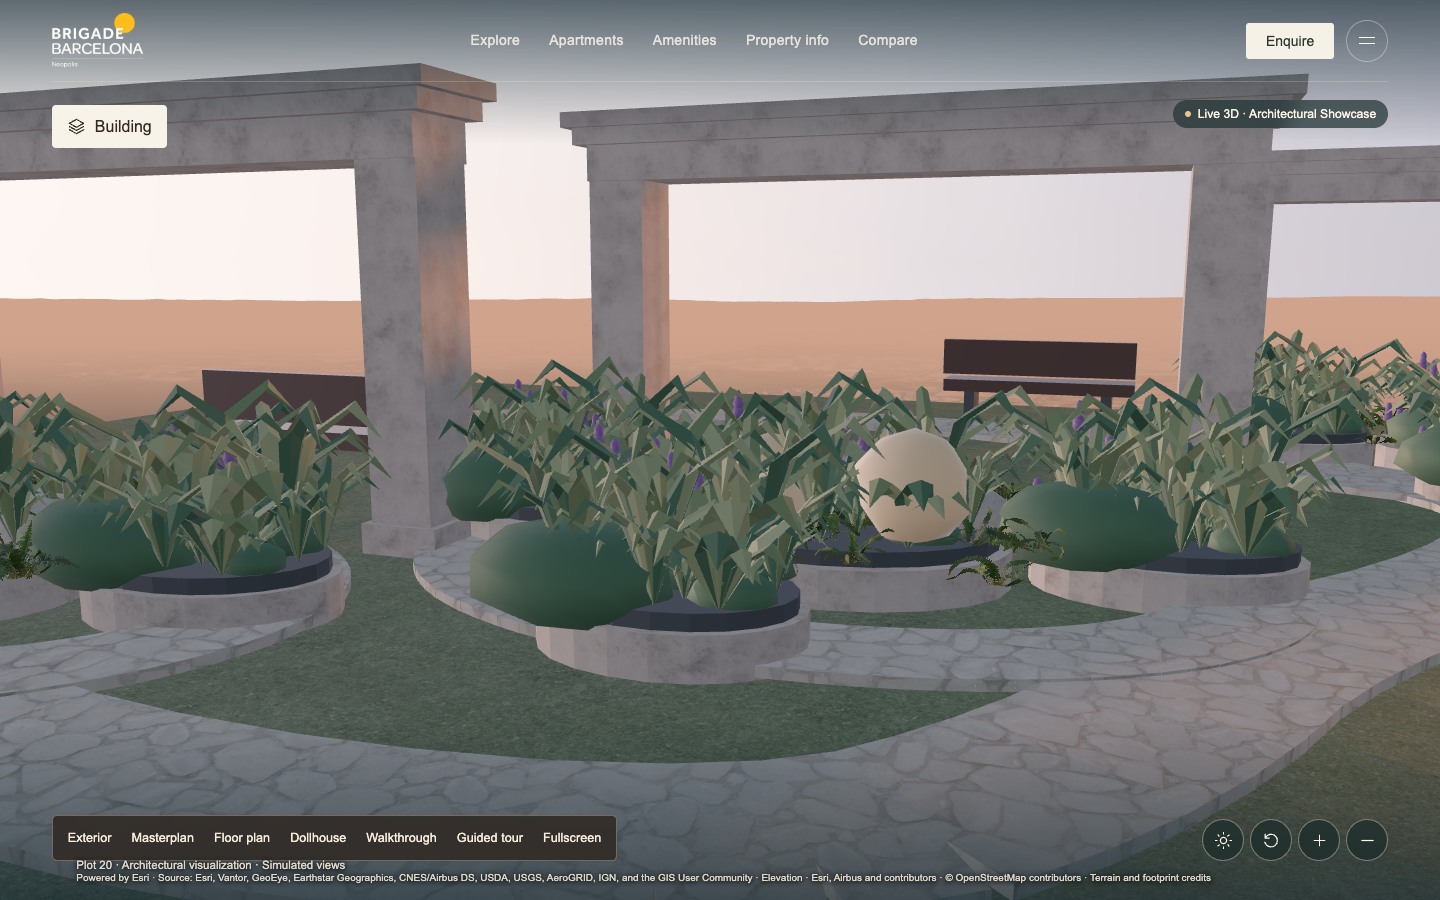 BRIGADE
BARCELONA
Neopolis
Explore
Apartments
Amenities
Property info
Compare
Enquire
Building
Live 3D · Architectural Showcase
Exterior
Masterplan
Floor plan
Dollhouse
Walkthrough
Guided tour
Fullscreen
Plot 20 · Architectural visualization · Simulated views
Powered by Esri · Source: Esri, Vantor, GeoEye, Earthstar Geographics, CNES/Airbus DS, USDA, USGS, AeroGRID, IGN, and the GIS User Community · Elevation · Esri, Airbus and contributors · © OpenStreetMap contributors · Terrain and footprint credits